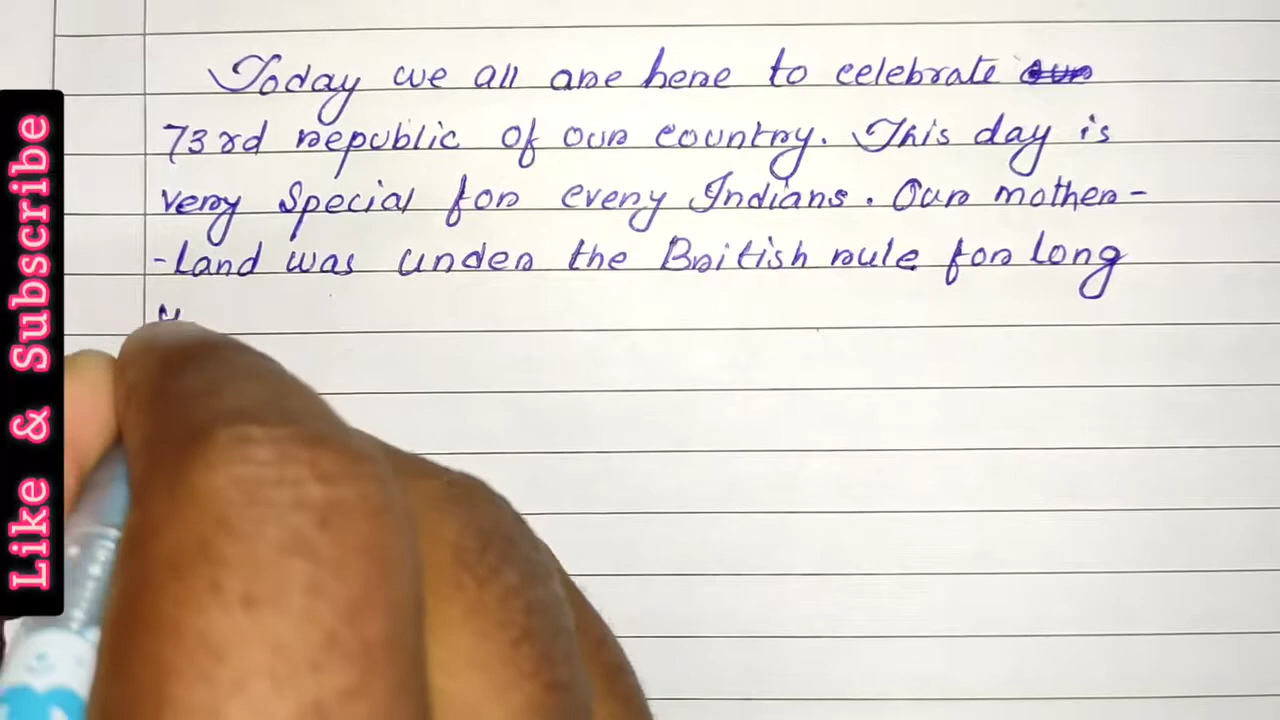 Today we all are here to celebrate
73rd republic of our country. This day is
very Special for every Indians. Our mother-
-land was under the British rule for long
Like & Subscribe